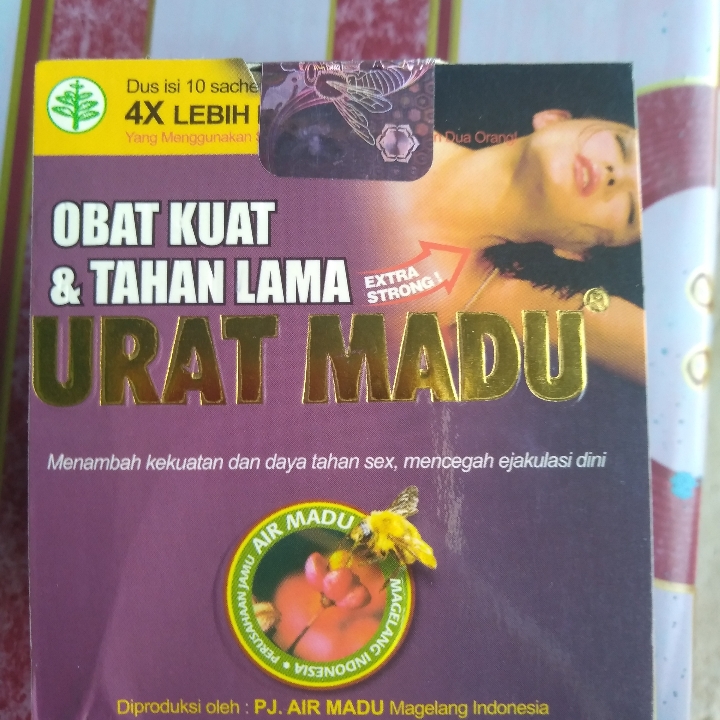 Dus isi 10 sache
4X LEBIH
Yang Menggunakan
Dua Orang!
OBAT KUAT
& TAHAN LAMA
EXTRA
STRONG!
URAT MADU®
Menambah kekuatan dan daya tahan sex, mencegah ejakulasi dini
PERUSAHAAN JAMU AIR MADU
MAGELANG INDONESIA
Diproduksi oleh : PJ. AIR MADU Magelang Indonesia